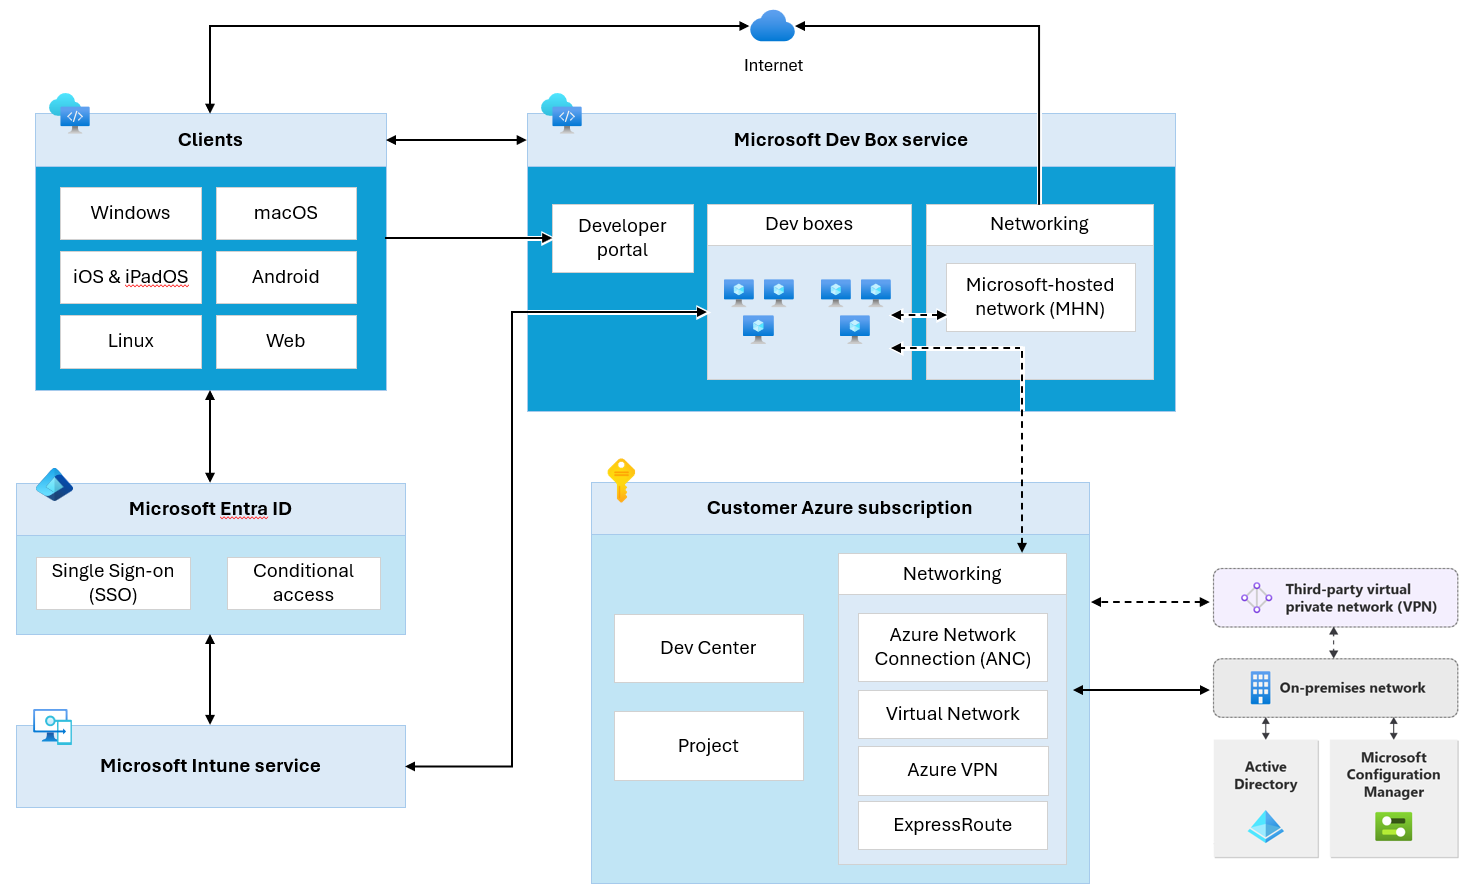 Internet
Clients
Windows
macOS
iOS & iPadOS
Android
Linux
Web
Microsoft Dev Box service
Developer
portal
Dev boxes
Networking
Microsoft-hosted
network (MHN)
Microsoft Entra ID
Single Sign-on
(SSO)
Conditional
access
Microsoft Intune service
Customer Azure subscription
Dev Center
Project
Networking
Azure Network
Connection (ANC)
Virtual Network
Azure VPN
ExpressRoute
Third-party virtual
private network (VPN)
On-premises network
Active
Directory
Microsoft
Configuration
Manager